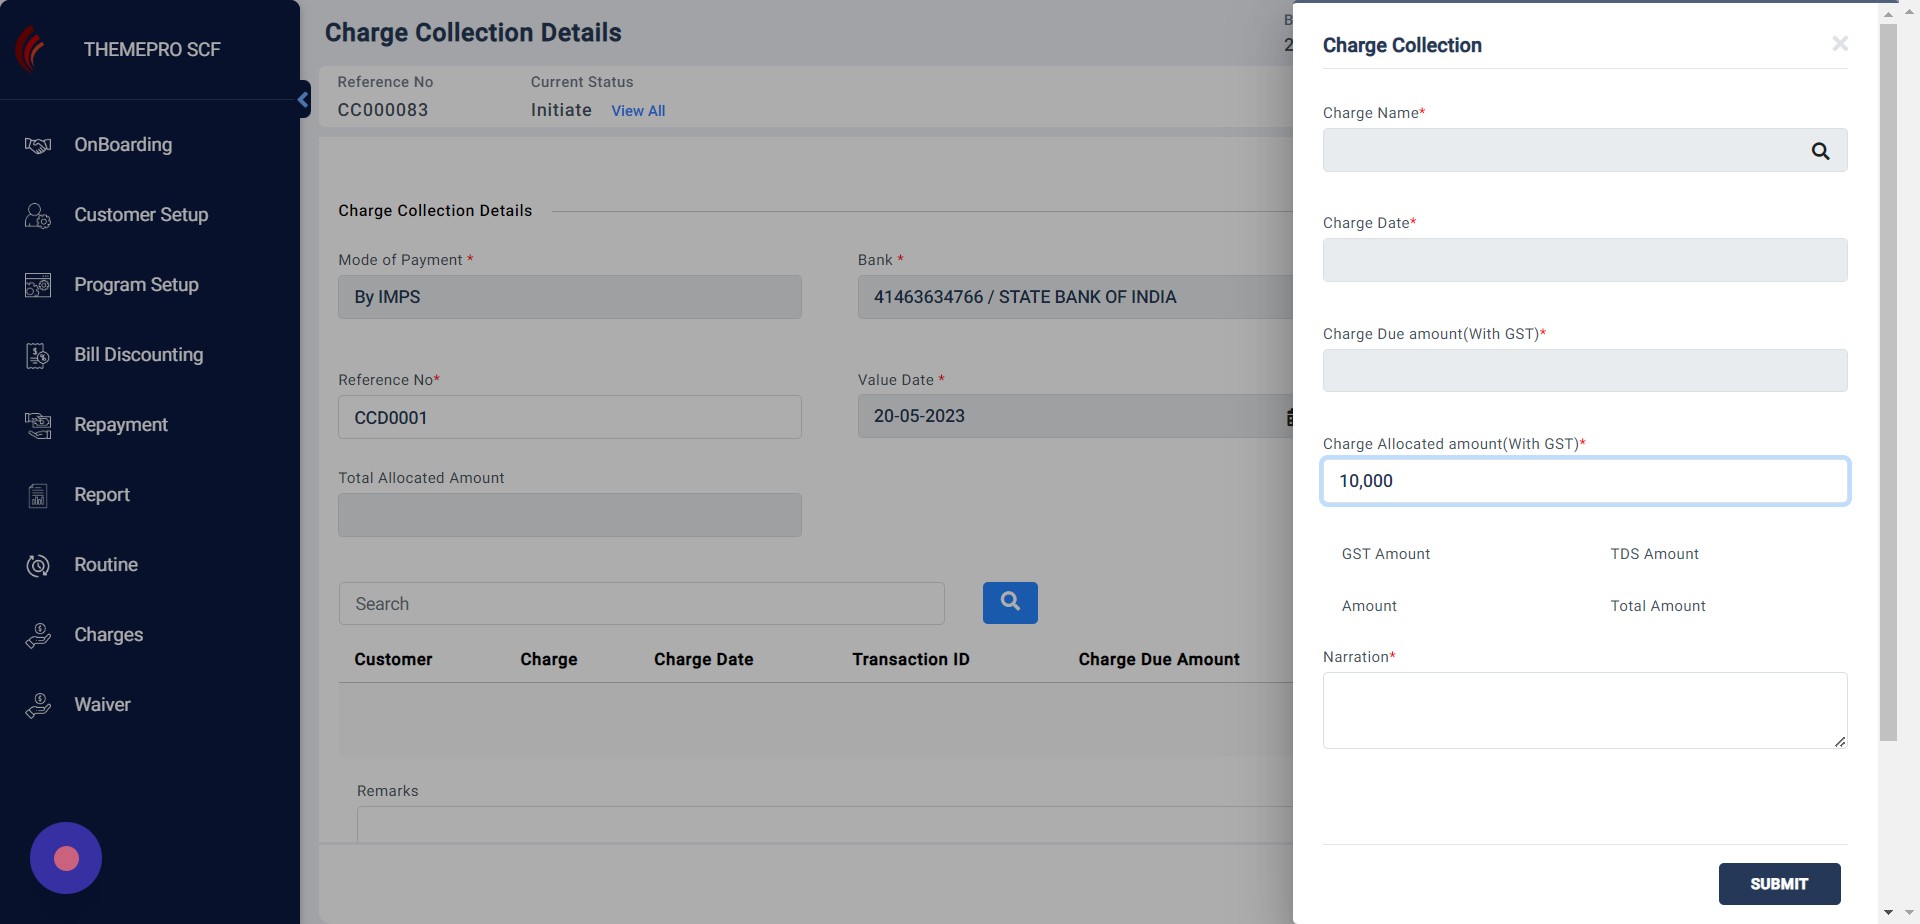 THEMEPRO SCF
OnBoarding
Customer Setup
Program Setup
Bill Discounting
Repayment
Report
Routine
Charges
Waiver
Charge Collection Details
Reference No
CC000083
Current Status
Initiate View All
Charge Collection Details
Mode of Payment *
By IMPS
Bank *
41463634766 / STATE BANK OF INDIA
Reference No*
CCD0001
Value Date *
20-05-2023
Total Allocated Amount
Search
Customer Charge Charge Date Transaction ID Charge Due Amount
Remarks
Charge Collection
Charge Name*
Charge Date*
Charge Due amount(With GST)*
Charge Allocated amount(With GST)*
10,000
GST Amount TDS Amount
Amount Total Amount
Narration*
SUBMIT